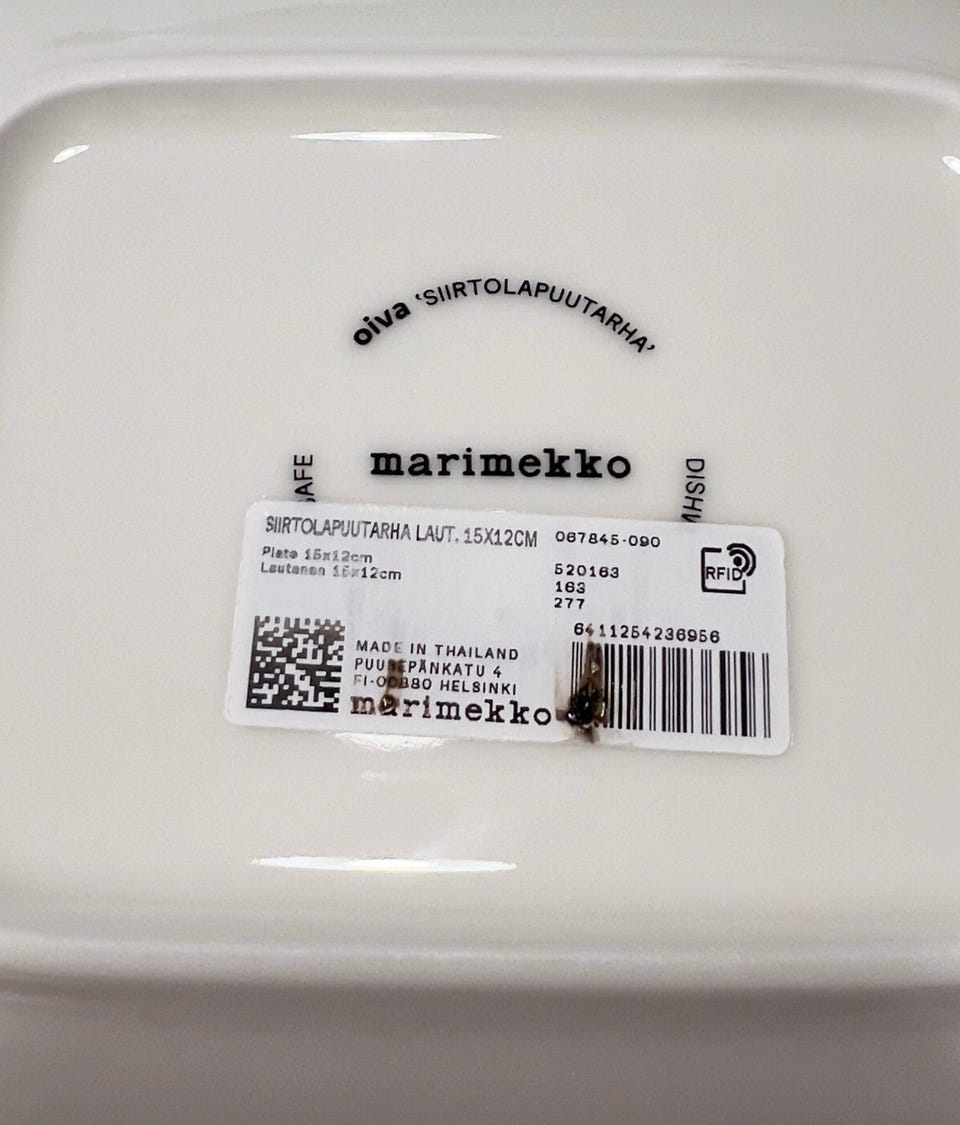 oiva ‘SIIRTOLAPUUTARHA’
marimekko
DISHW
SIIRTOLAPUUTARHA LAUT. 15X12CM
067845-090
Plate 15x12cm
Lautanen 15x12cm
520163
163
277
RFID
6411254236956
MADE IN THAILAND
PUUSEPÄNKATU 4
FI-00880 HELSINKI
marimekko